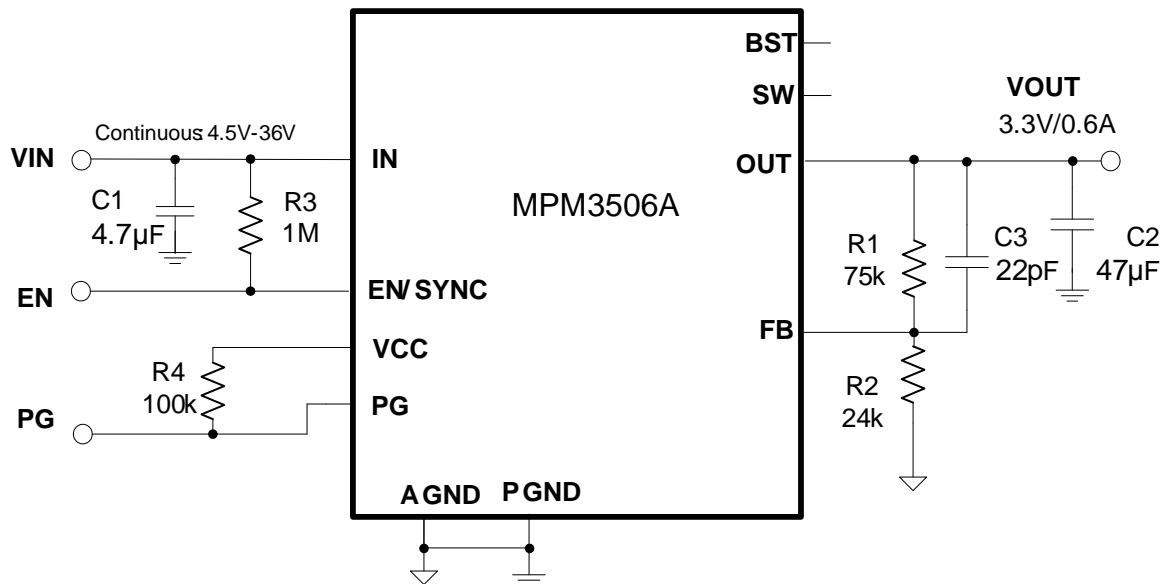 BST
SW
VOUT
3.3V/0.6A
Continuous: 4.5V-36V
VIN
IN
OUT
MPM3506A
C1
4.7µF
R3
1M
R1
75k
C3
22pF
C2
47µF
EN
EN/SYNC
FB
VCC
R4
100k
PG
PG
R2
24k
AGND
PGND